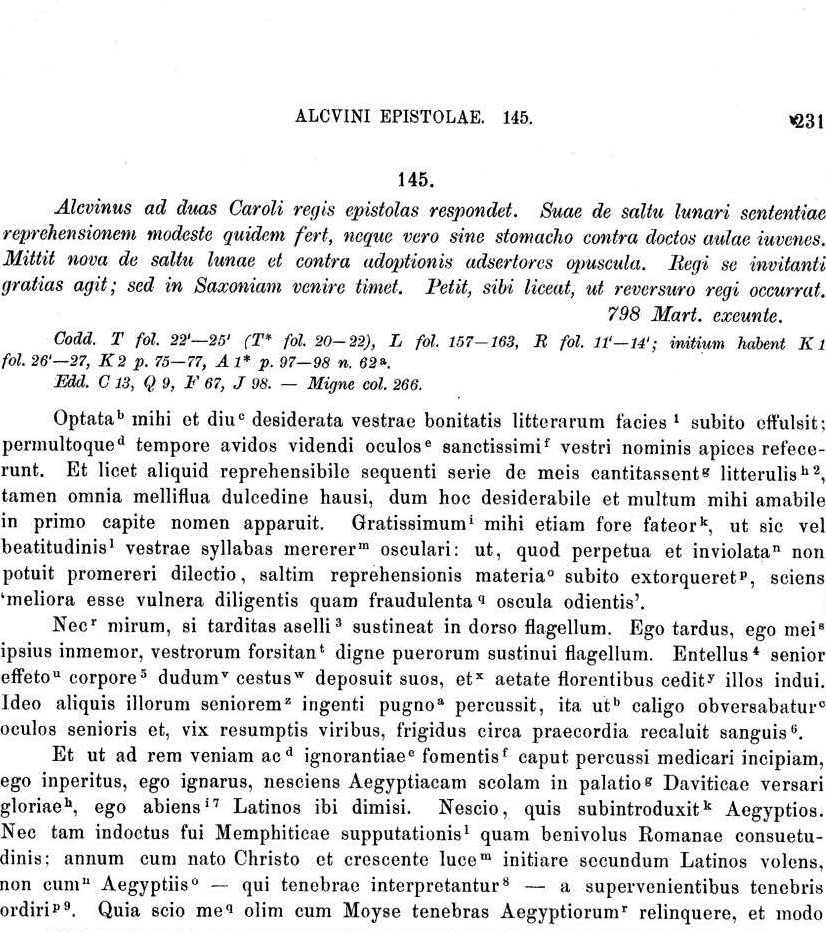 ALCVINI EPISTOLAE. 145. 231
145.
Alcvinus ad duas Caroli regis epistolas respondet. Suae de saltu lunari sententiae
reprehensionem modeste quidem fert, neque vero sine stomacho contra doctos aulae iuvenes.
Mittit nova de saltu lunae et contra adoptionis adsertores opuscula. Regi se invitanti
gratias agit; sed in Saxoniam venire timet. Petit, sibi liceat, ut reversuro regi occurrat.
798 Mart. exeunte.
Codd. T fol. 22'—25' (T* fol. 20—22), L fol. 157—163, R fol. 11'—14'; initium habent K 1
fol. 26'—27, K 2 p. 75—77, A 1* p. 97—98 n. 62ᵃ.
Edd. C 13, Q 9, F 67, J 98. — Migne col. 266.
Optataᵇ mihi et diuᶜ desiderata vestrae bonitatis litterarum facies ¹ subito effulsit;
permultoqueᵈ tempore avidos videndi oculosᵉ sanctissimiᶠ vestri nominis apices refece-
runt. Et licet aliquid reprehensibile sequenti serie de meis cantitassentᵍ litterulisʰ ²,
tamen omnia melliflua dulcedine hausi, dum hoc desiderabile et multum mihi amabile
in primo capite nomen apparuit. Gratissimumⁱ mihi etiam fore fateorᵏ, ut sic vel
beatitudinisˡ vestrae syllabas merererᵐ osculari: ut, quod perpetua et inviolataⁿ non
potuit promereri dilectio, saltim reprehensionis materiaᵒ subito extorqueretᵖ, sciens
‘meliora esse vulnera diligentis quam fraudulenta q oscula odientis’.
Necʳ mirum, si tarditas aselli ³ sustineat in dorso flagellum. Ego tardus, ego meiˢ
ipsius inmemor, vestrorum forsitanᵗ digne puerorum sustinui flagellum. Entellus ⁴ senior
effetoᵘ corpore ⁵ dudumᵛ cestusʷ deposuit suos, etˣ aetate florentibus ceditʸ illos indui.
Ideo aliquis illorum senioremᶻ ingenti pugnoᵃ percussit, ita utᵇ caligo obversabaturᶜ
oculos senioris et, vix resumptis viribus, frigidus circa praecordia recaluit sanguis ⁶.
Et ut ad rem veniam acᵈ ignorantiaeᵉ fomentisᶠ caput percussi medicari incipiam,
ego inperitus, ego ignarus, nesciens Aegyptiacam scolam in palatioᵍ Daviticae versari
gloriaeʰ, ego abiensⁱ ⁷ Latinos ibi dimisi. Nescio, quis subintroduxitᵏ Aegyptios.
Nec tam indoctus fui Memphiticae supputationisˡ quam benivolus Romanae consuetu-
dinis; annum cum nato Christo et crescente luceᵐ initiare secundum Latinos volens,
non cumⁿ Aegyptiisᵒ — qui tenebrae interpretantur ⁸ — a supervenientibus tenebris
ordiriᵖ ⁹. Quia scio me q olim cum Moyse tenebras Aegyptiorumʳ relinquere, et modo